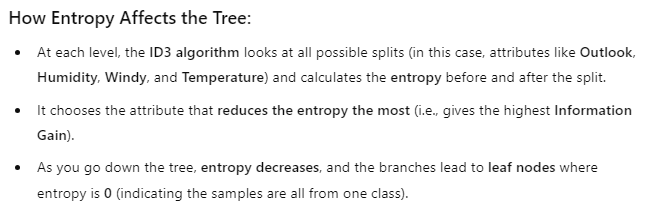 How Entropy Affects the Tree:
• At each level, the ID3 algorithm looks at all possible splits (in this case, attributes like Outlook,
Humidity, Windy, and Temperature) and calculates the entropy before and after the split.
• It chooses the attribute that reduces the entropy the most (i.e., gives the highest Information
Gain).
• As you go down the tree, entropy decreases, and the branches lead to leaf nodes where
entropy is 0 (indicating the samples are all from one class).